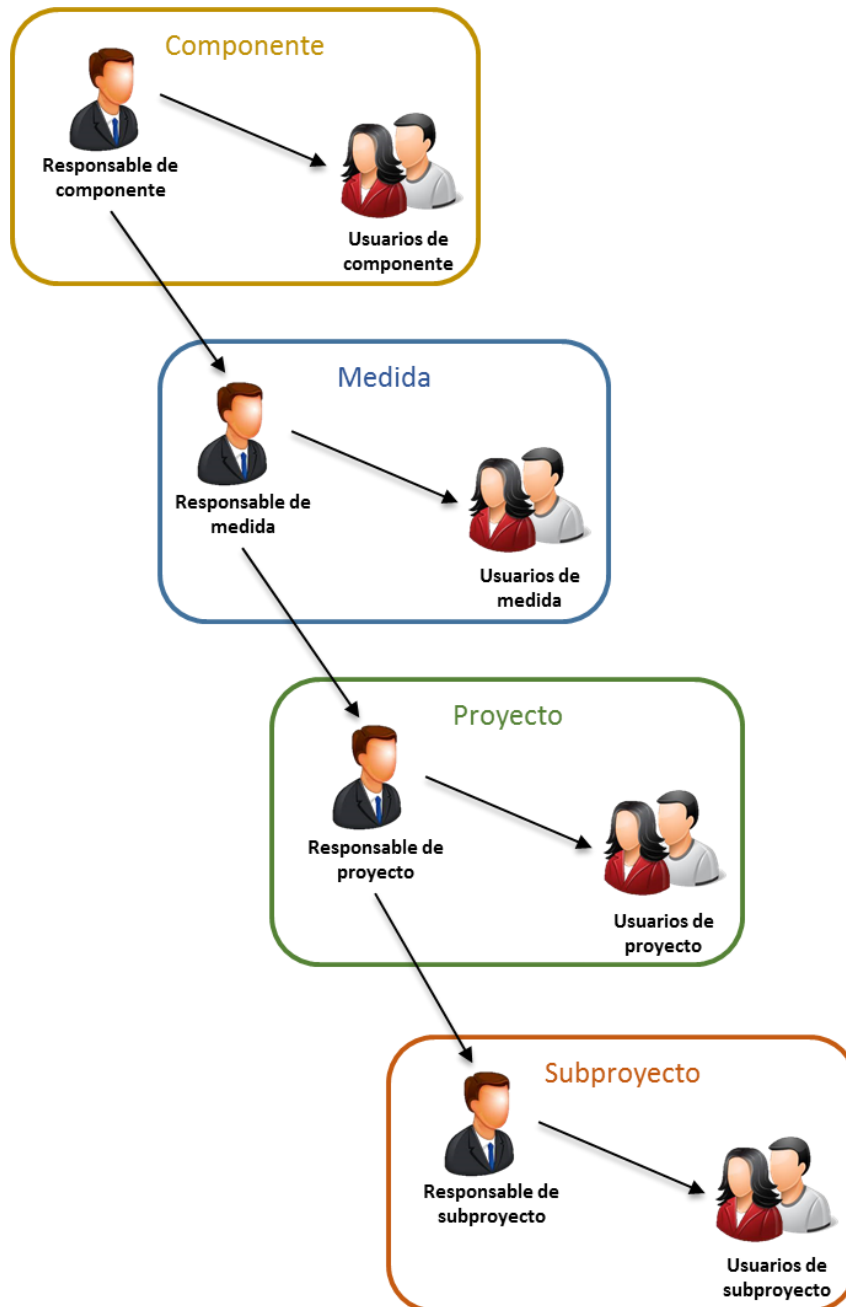 Componente
Responsable de
componente
Usuarios de
componente
Medida
Responsable de
medida
Usuarios de
medida
Proyecto
Responsable de
proyecto
Usuarios de
proyecto
Subproyecto
Responsable de
subproyecto
Usuarios de
subproyecto